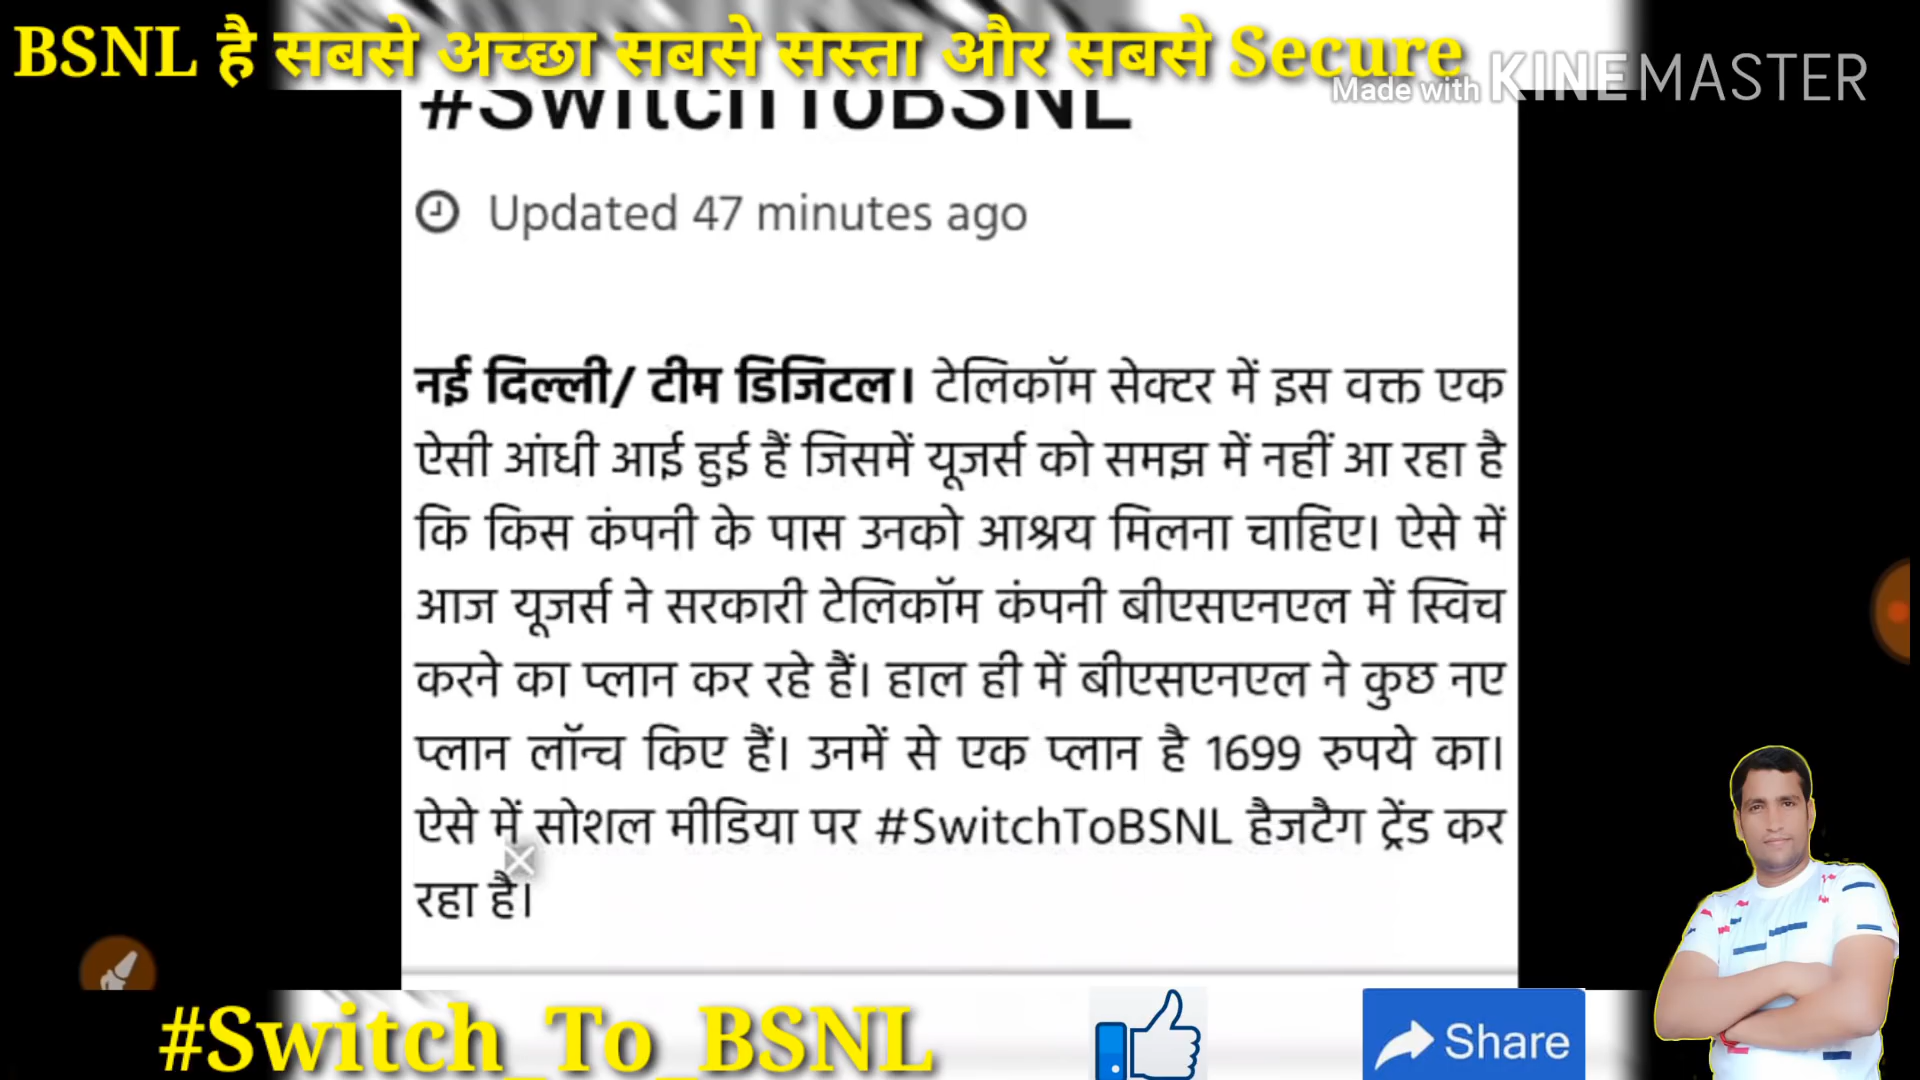 BSNL है सबसे अच्छा सबसे सस्ता और सबसे Secure
Made with KINEMASTER
#SwitchToBSNL
Updated 47 minutes ago
नई दिल्ली/ टीम डिजिटल। टेलिकॉम सेक्टर में इस वक्त एक
ऐसी आंधी आई हुई हैं जिसमें यूजर्स को समझ में नहीं आ रहा है
कि किस कंपनी के पास उनको आश्रय मिलना चाहिए। ऐसे में
आज यूजर्स ने सरकारी टेलिकॉम कंपनी बीएसएनएल में स्विच
करने का प्लान कर रहे हैं। हाल ही में बीएसएनएल ने कुछ नए
प्लान लॉन्च किए हैं। उनमें से एक प्लान है 1699 रुपये का।
ऐसे में सोशल मीडिया पर #SwitchToBSNL हैजटैग ट्रेंड कर
रहा है।
#Switch_To_BSNL
Share